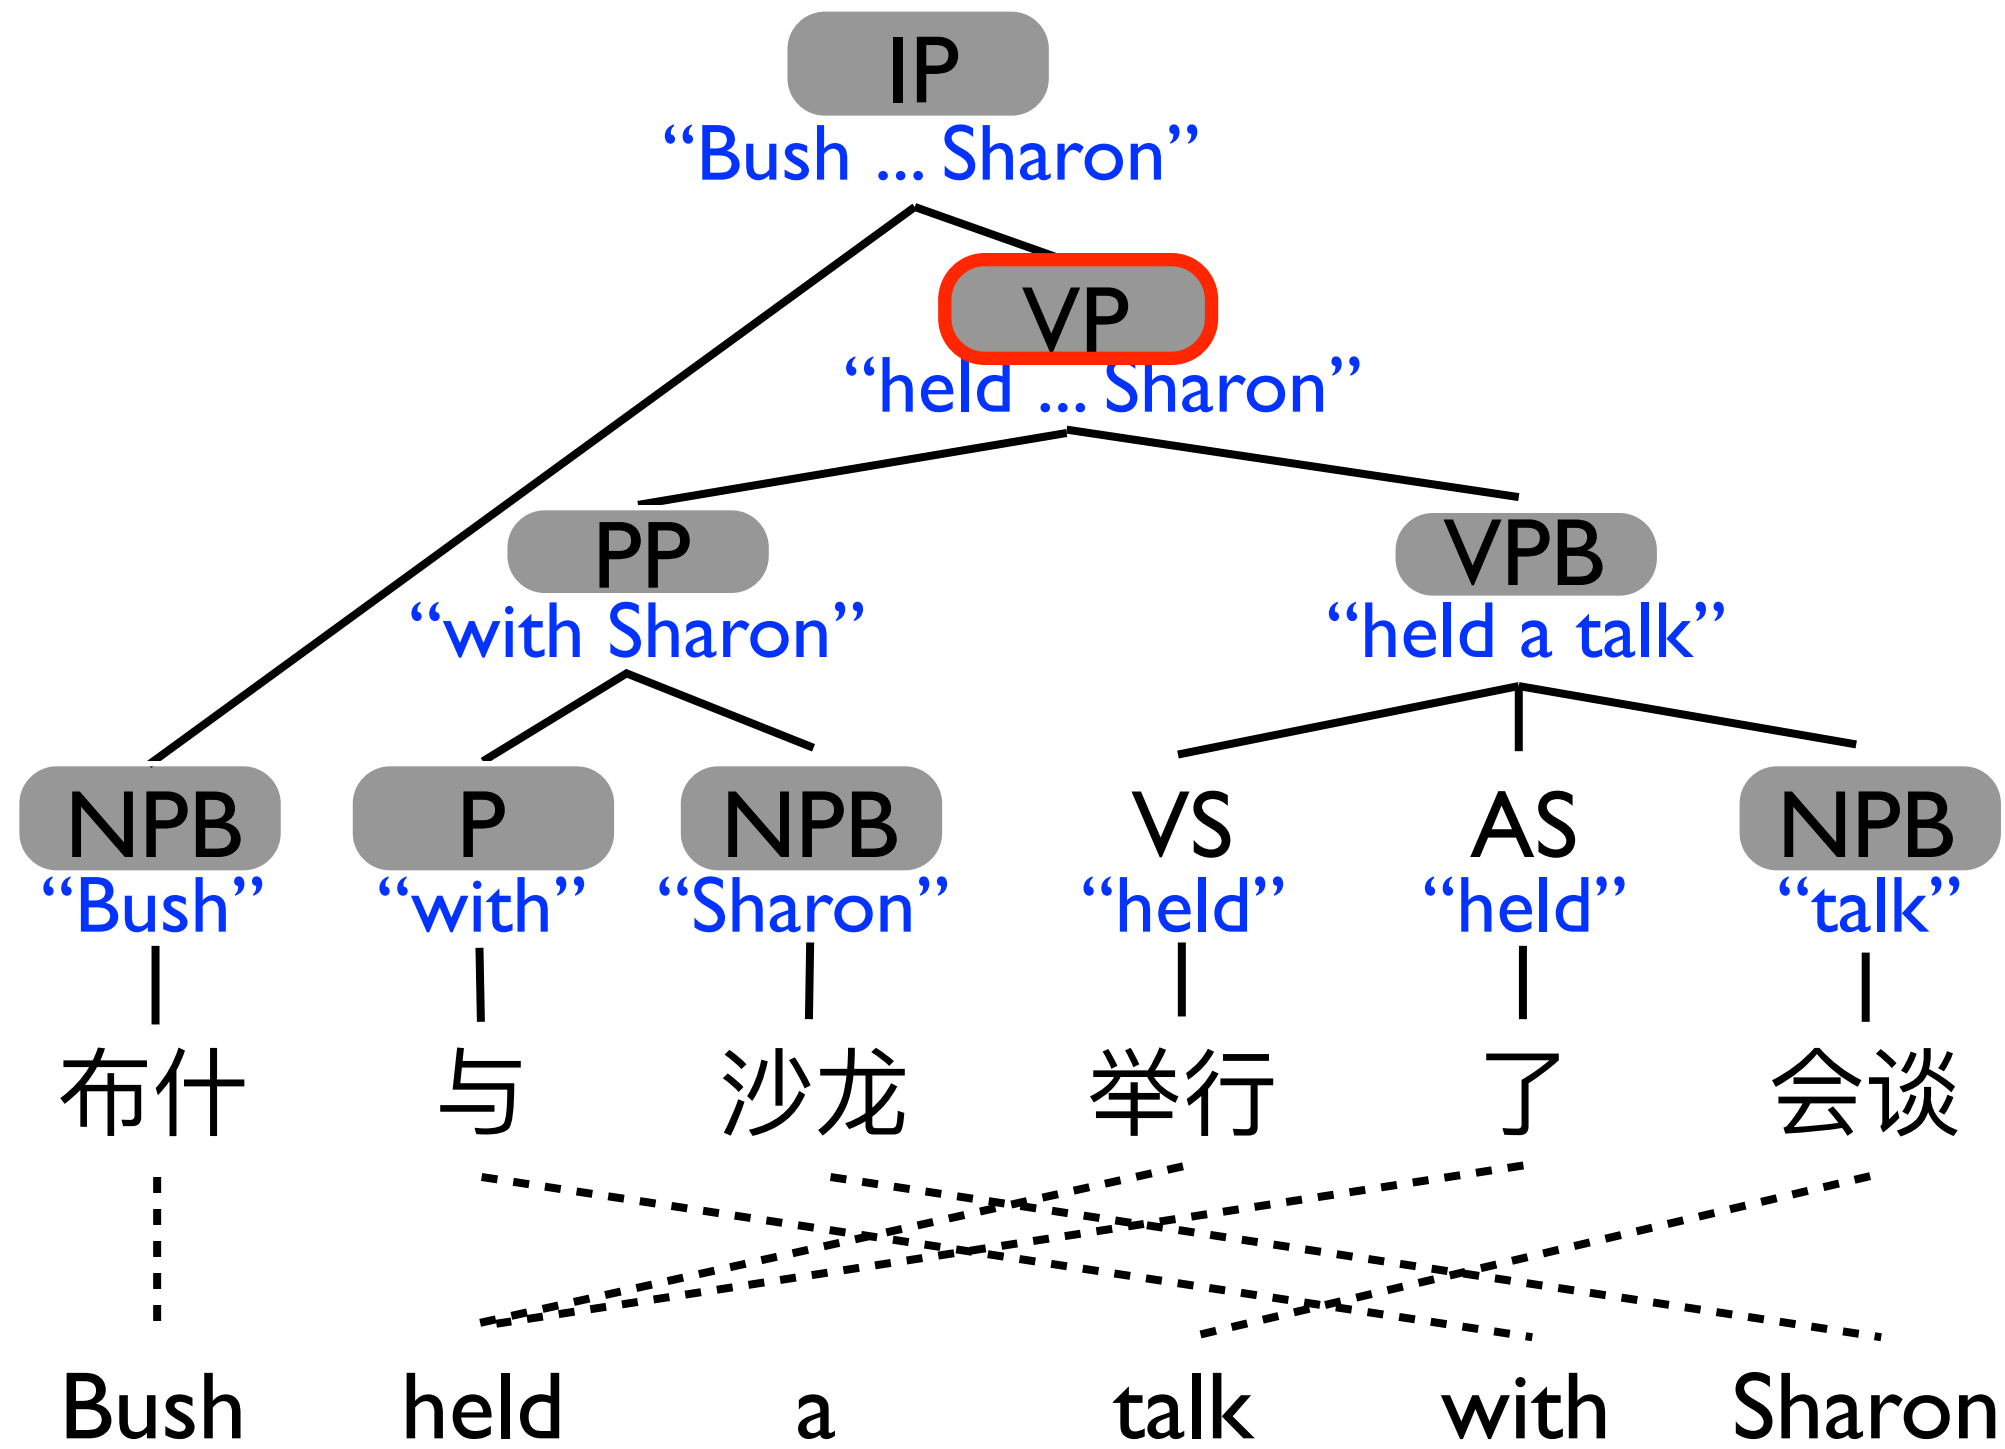 IP
“Bush ... Sharon”
VP
“held ... Sharon”
PP VPB
“with Sharon” “held a talk”
NPB P NPB VS AS NPB
“Bush” “with” “Sharon” “held” “held” “talk”
布什 与 沙龙 举行 了 会谈
Bush held a talk with Sharon